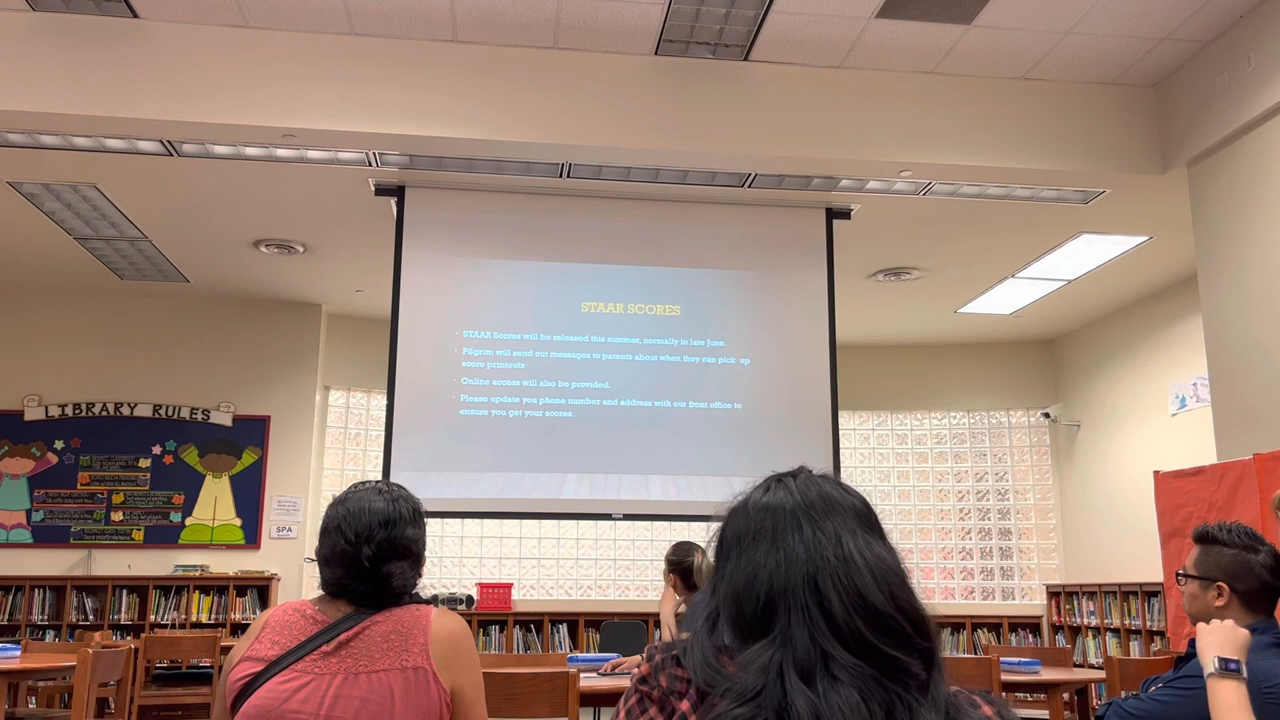 STAAR SCORES
STAAR Scores will be released this summer, normally in late June.
Pilgrim will send out messages to parents about when they can pick up
score printouts
Online access will also be provided.
Please update you phone number and address with our front office to
ensure you get your scores.
LIBRARY RULES
SPA